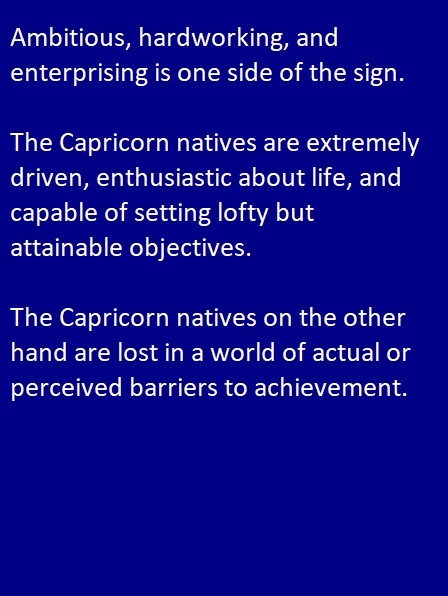 Ambitious, hardworking, and
enterprising is one side of the sign.
The Capricorn natives are extremely
driven, enthusiastic about life, and
capable of setting lofty but
attainable objectives.
The Capricorn natives on the other
hand are lost in a world of actual or
perceived barriers to achievement.